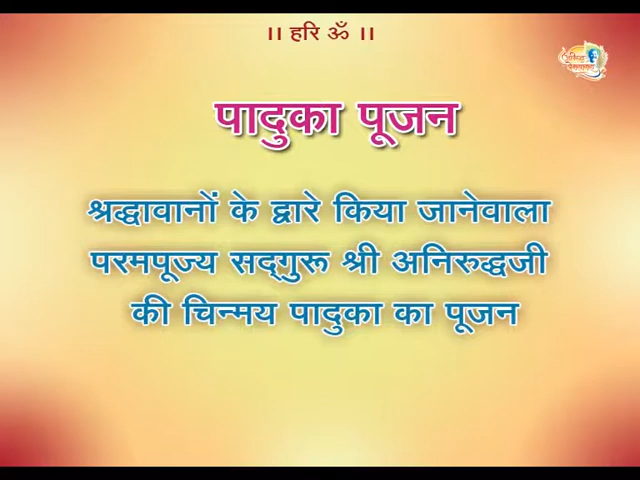 ।। हरि ॐ ।।
पादुका पूजन
श्रद्धावानों के द्वारे किया जानेवाला
परमपूज्य सद्‌गुरू श्री अनिरुद्धजी
की चिन्मय पादुका का पूजन